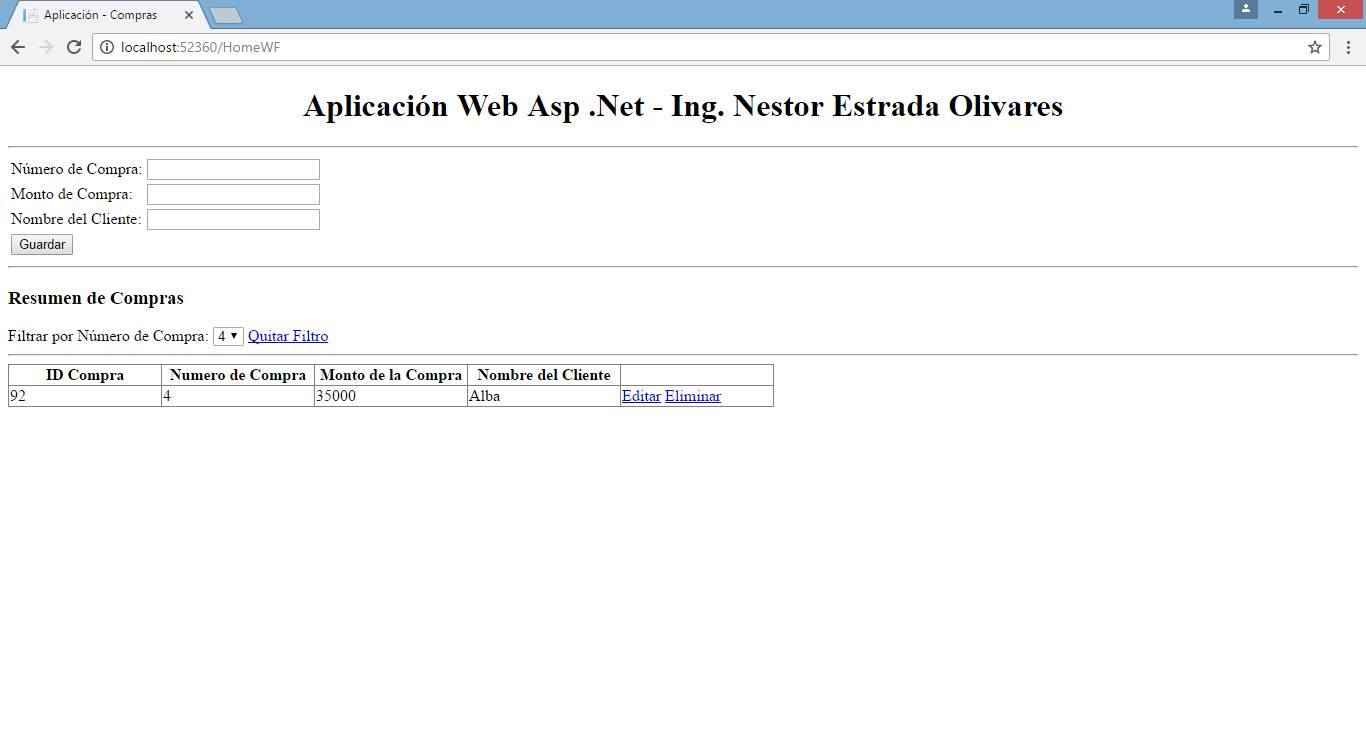 Aplicación - Compras
localhost:52360/HomeWF
Aplicación Web Asp .Net - Ing. Nestor Estrada Olivares
Número de Compra:
Monto de Compra:
Nombre del Cliente:
Guardar
Resumen de Compras
Filtrar por Número de Compra: 4 Quitar Filtro
ID Compra Numero de Compra Monto de la Compra Nombre del Cliente
92 4 35000 Alba Editar Eliminar